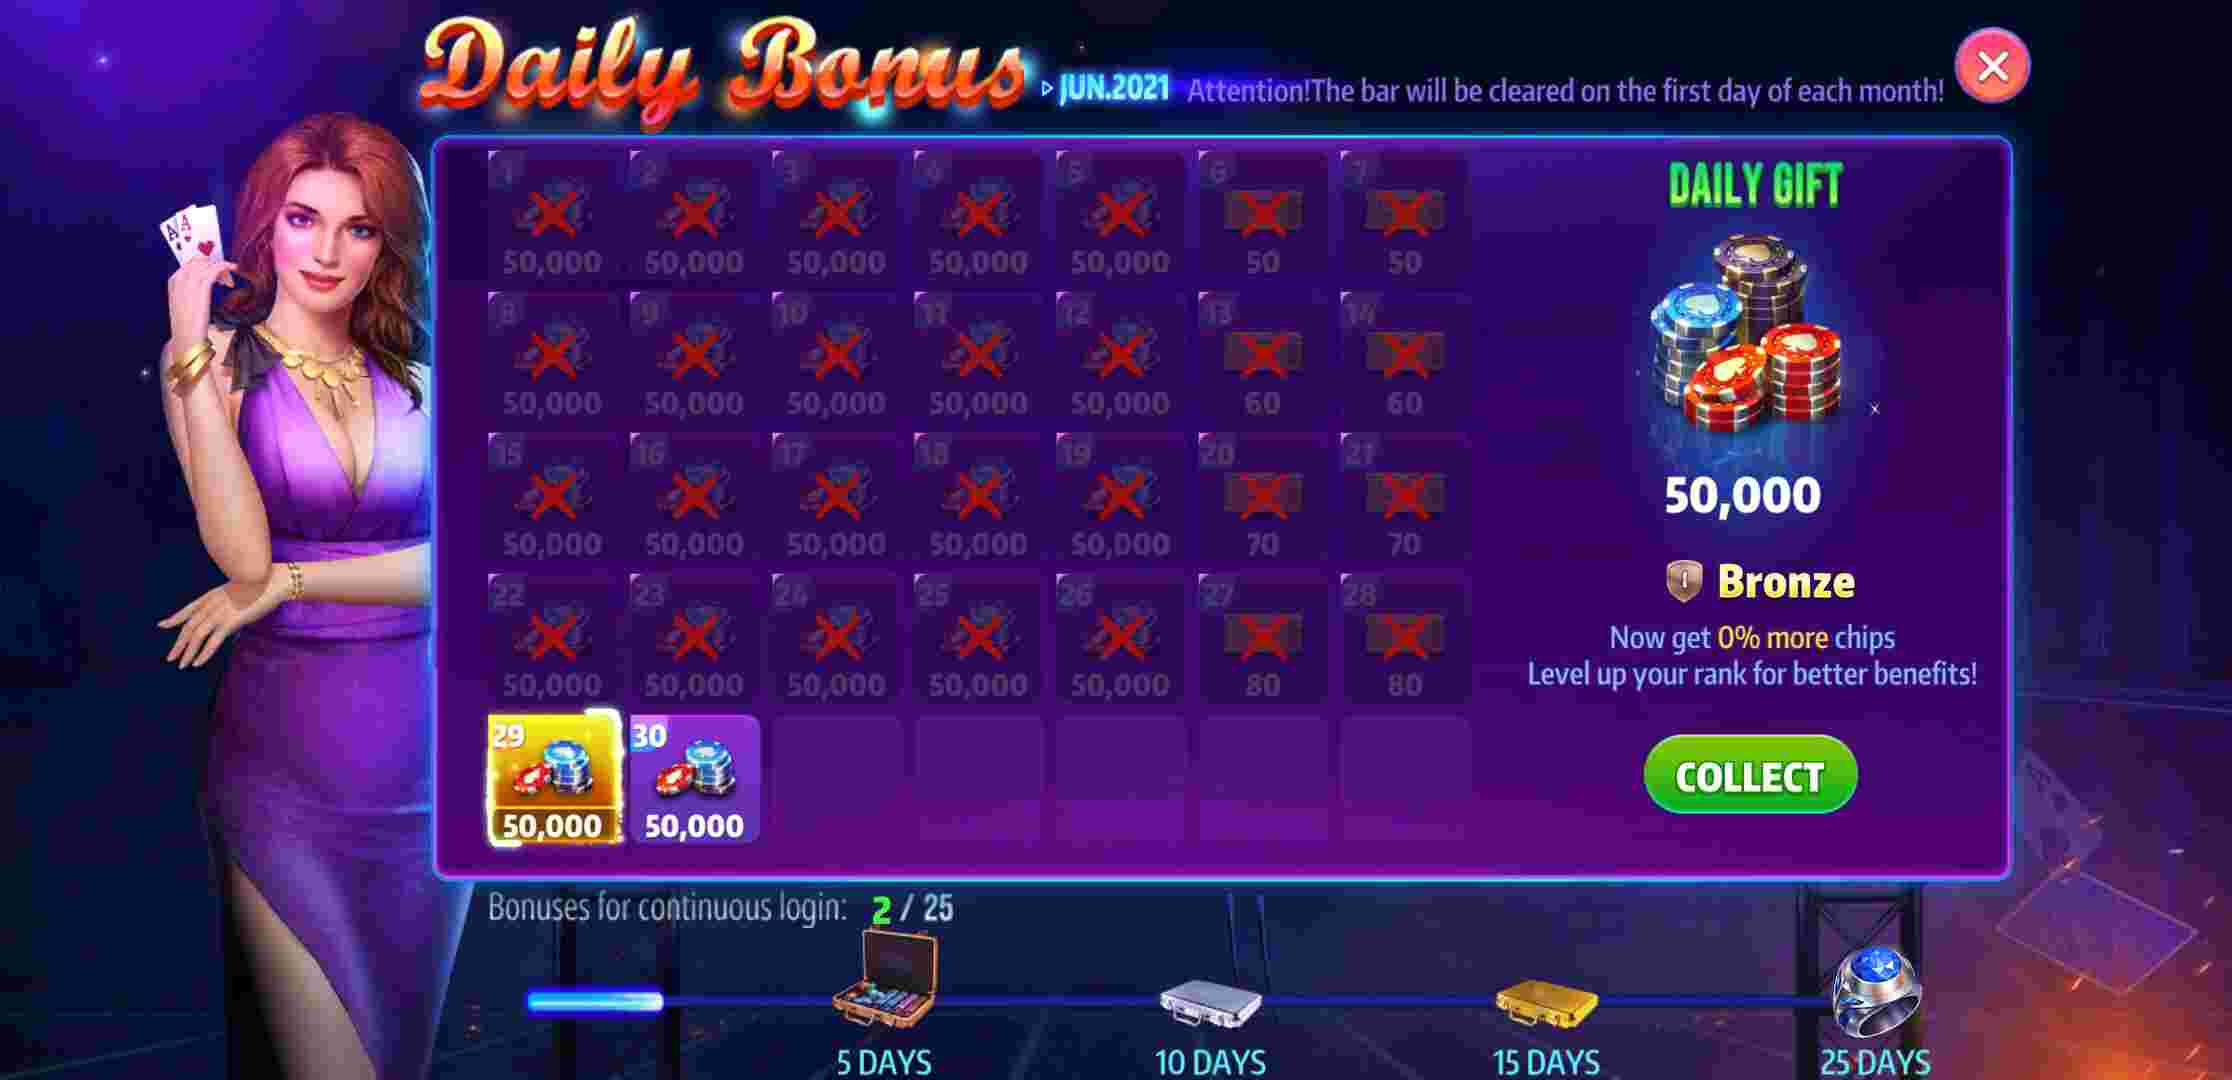 Daily Bonus
JUN.2021
Attention!The bar will be cleared on the first day of each month!
A A
1 2 3 4 5 6 7
50,000 50,000 50,000 50,000 50,000 50 50
8 9 10 11 12 13 14
50,000 50,000 50,000 50,000 50,000 60 60
15 16 17 18 19 20 21
50,000 50,000 50,000 50,000 50,000 70 70
22 23 24 25 26 27 28
50,000 50,000 50,000 50,000 50,000 80 80
29 30
50,000 50,000
DAILY GIFT
50,000
Bronze
Now get 0% more chips
Level up your rank for better benefits!
COLLECT
Bonuses for continuous login: 2 / 25
5 DAYS 10 DAYS 15 DAYS 25 DAYS